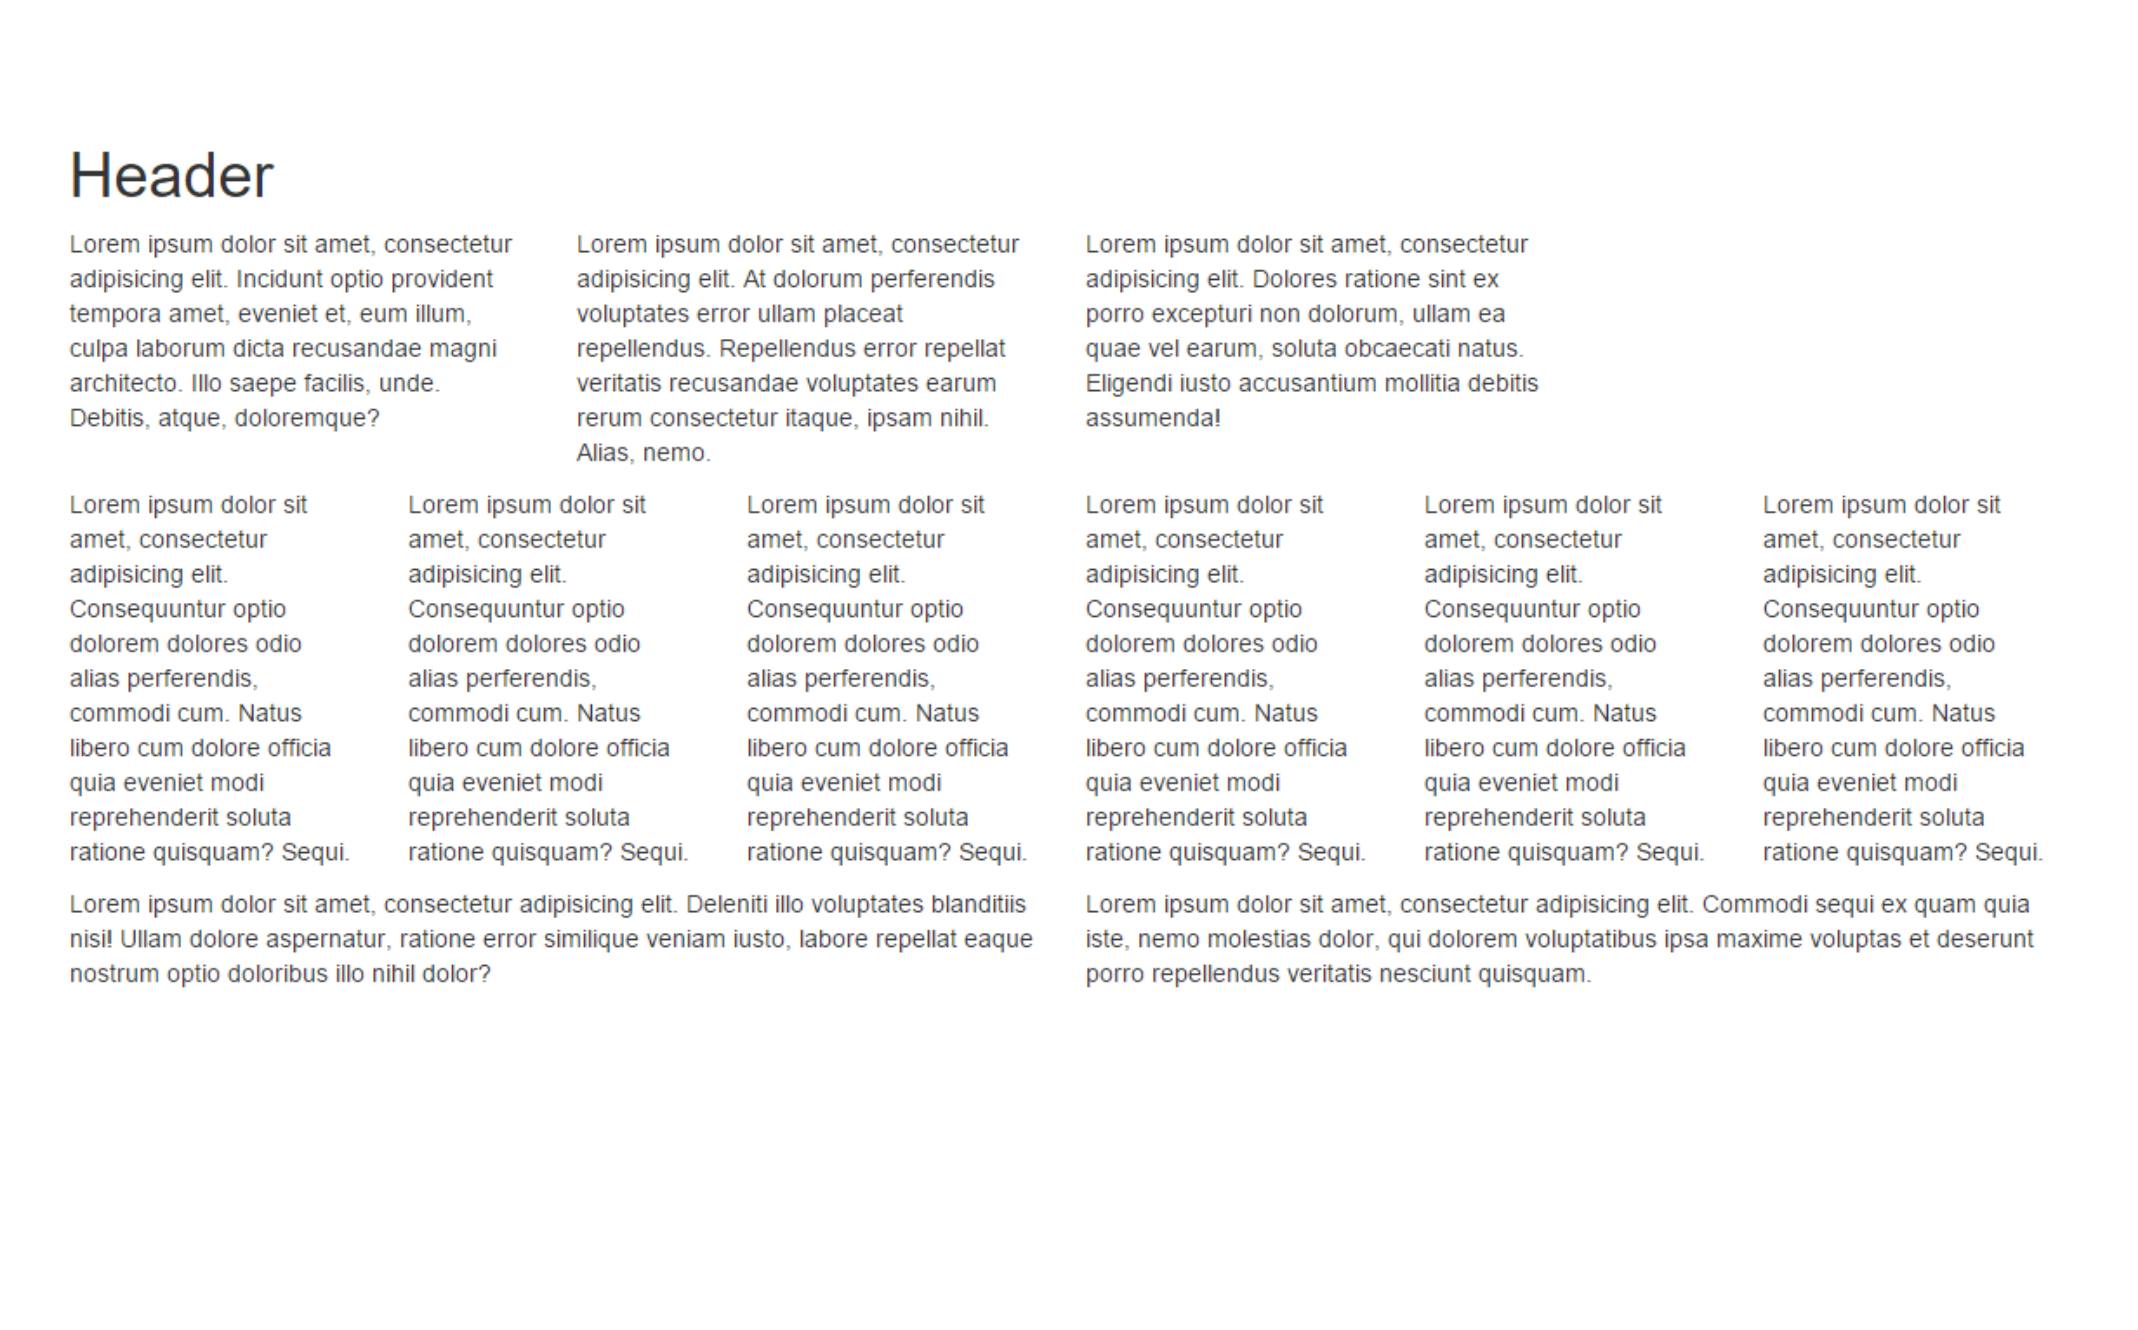 Header
Lorem ipsum dolor sit amet, consectetur
adipisicing elit. Incidunt optio provident
tempora amet, eveniet et, eum illum,
culpa laborum dicta recusandae magni
architecto. Illo saepe facilis, unde.
Debitis, atque, doloremque?
Lorem ipsum dolor sit amet, consectetur
adipisicing elit. At dolorum perferendis
voluptates error ullam placeat
repellendus. Repellendus error repellat
veritatis recusandae voluptates earum
rerum consectetur itaque, ipsam nihil.
Alias, nemo.
Lorem ipsum dolor sit amet, consectetur
adipisicing elit. Dolores ratione sint ex
porro excepturi non dolorum, ullam ea
quae vel earum, soluta obcaecati natus.
Eligendi iusto accusantium mollitia debitis
assumenda!
Lorem ipsum dolor sit
amet, consectetur
adipisicing elit.
Consequuntur optio
dolorem dolores odio
alias perferendis,
commodi cum. Natus
libero cum dolore officia
quia eveniet modi
reprehenderit soluta
ratione quisquam? Sequi.
Lorem ipsum dolor sit
amet, consectetur
adipisicing elit.
Consequuntur optio
dolorem dolores odio
alias perferendis,
commodi cum. Natus
libero cum dolore officia
quia eveniet modi
reprehenderit soluta
ratione quisquam? Sequi.
Lorem ipsum dolor sit
amet, consectetur
adipisicing elit.
Consequuntur optio
dolorem dolores odio
alias perferendis,
commodi cum. Natus
libero cum dolore officia
quia eveniet modi
reprehenderit soluta
ratione quisquam? Sequi.
Lorem ipsum dolor sit
amet, consectetur
adipisicing elit.
Consequuntur optio
dolorem dolores odio
alias perferendis,
commodi cum. Natus
libero cum dolore officia
quia eveniet modi
reprehenderit soluta
ratione quisquam? Sequi.
Lorem ipsum dolor sit
amet, consectetur
adipisicing elit.
Consequuntur optio
dolorem dolores odio
alias perferendis,
commodi cum. Natus
libero cum dolore officia
quia eveniet modi
reprehenderit soluta
ratione quisquam? Sequi.
Lorem ipsum dolor sit
amet, consectetur
adipisicing elit.
Consequuntur optio
dolorem dolores odio
alias perferendis,
commodi cum. Natus
libero cum dolore officia
quia eveniet modi
reprehenderit soluta
ratione quisquam? Sequi.
Lorem ipsum dolor sit amet, consectetur adipisicing elit. Deleniti illo voluptates blanditiis
nisi! Ullam dolore aspernatur, ratione error similique veniam iusto, labore repellat eaque
nostrum optio doloribus illo nihil dolor?
Lorem ipsum dolor sit amet, consectetur adipisicing elit. Commodi sequi ex quam quia
iste, nemo molestias dolor, qui dolorem voluptatibus ipsa maxime voluptas et deserunt
porro repellendus veritatis nesciunt quisquam.